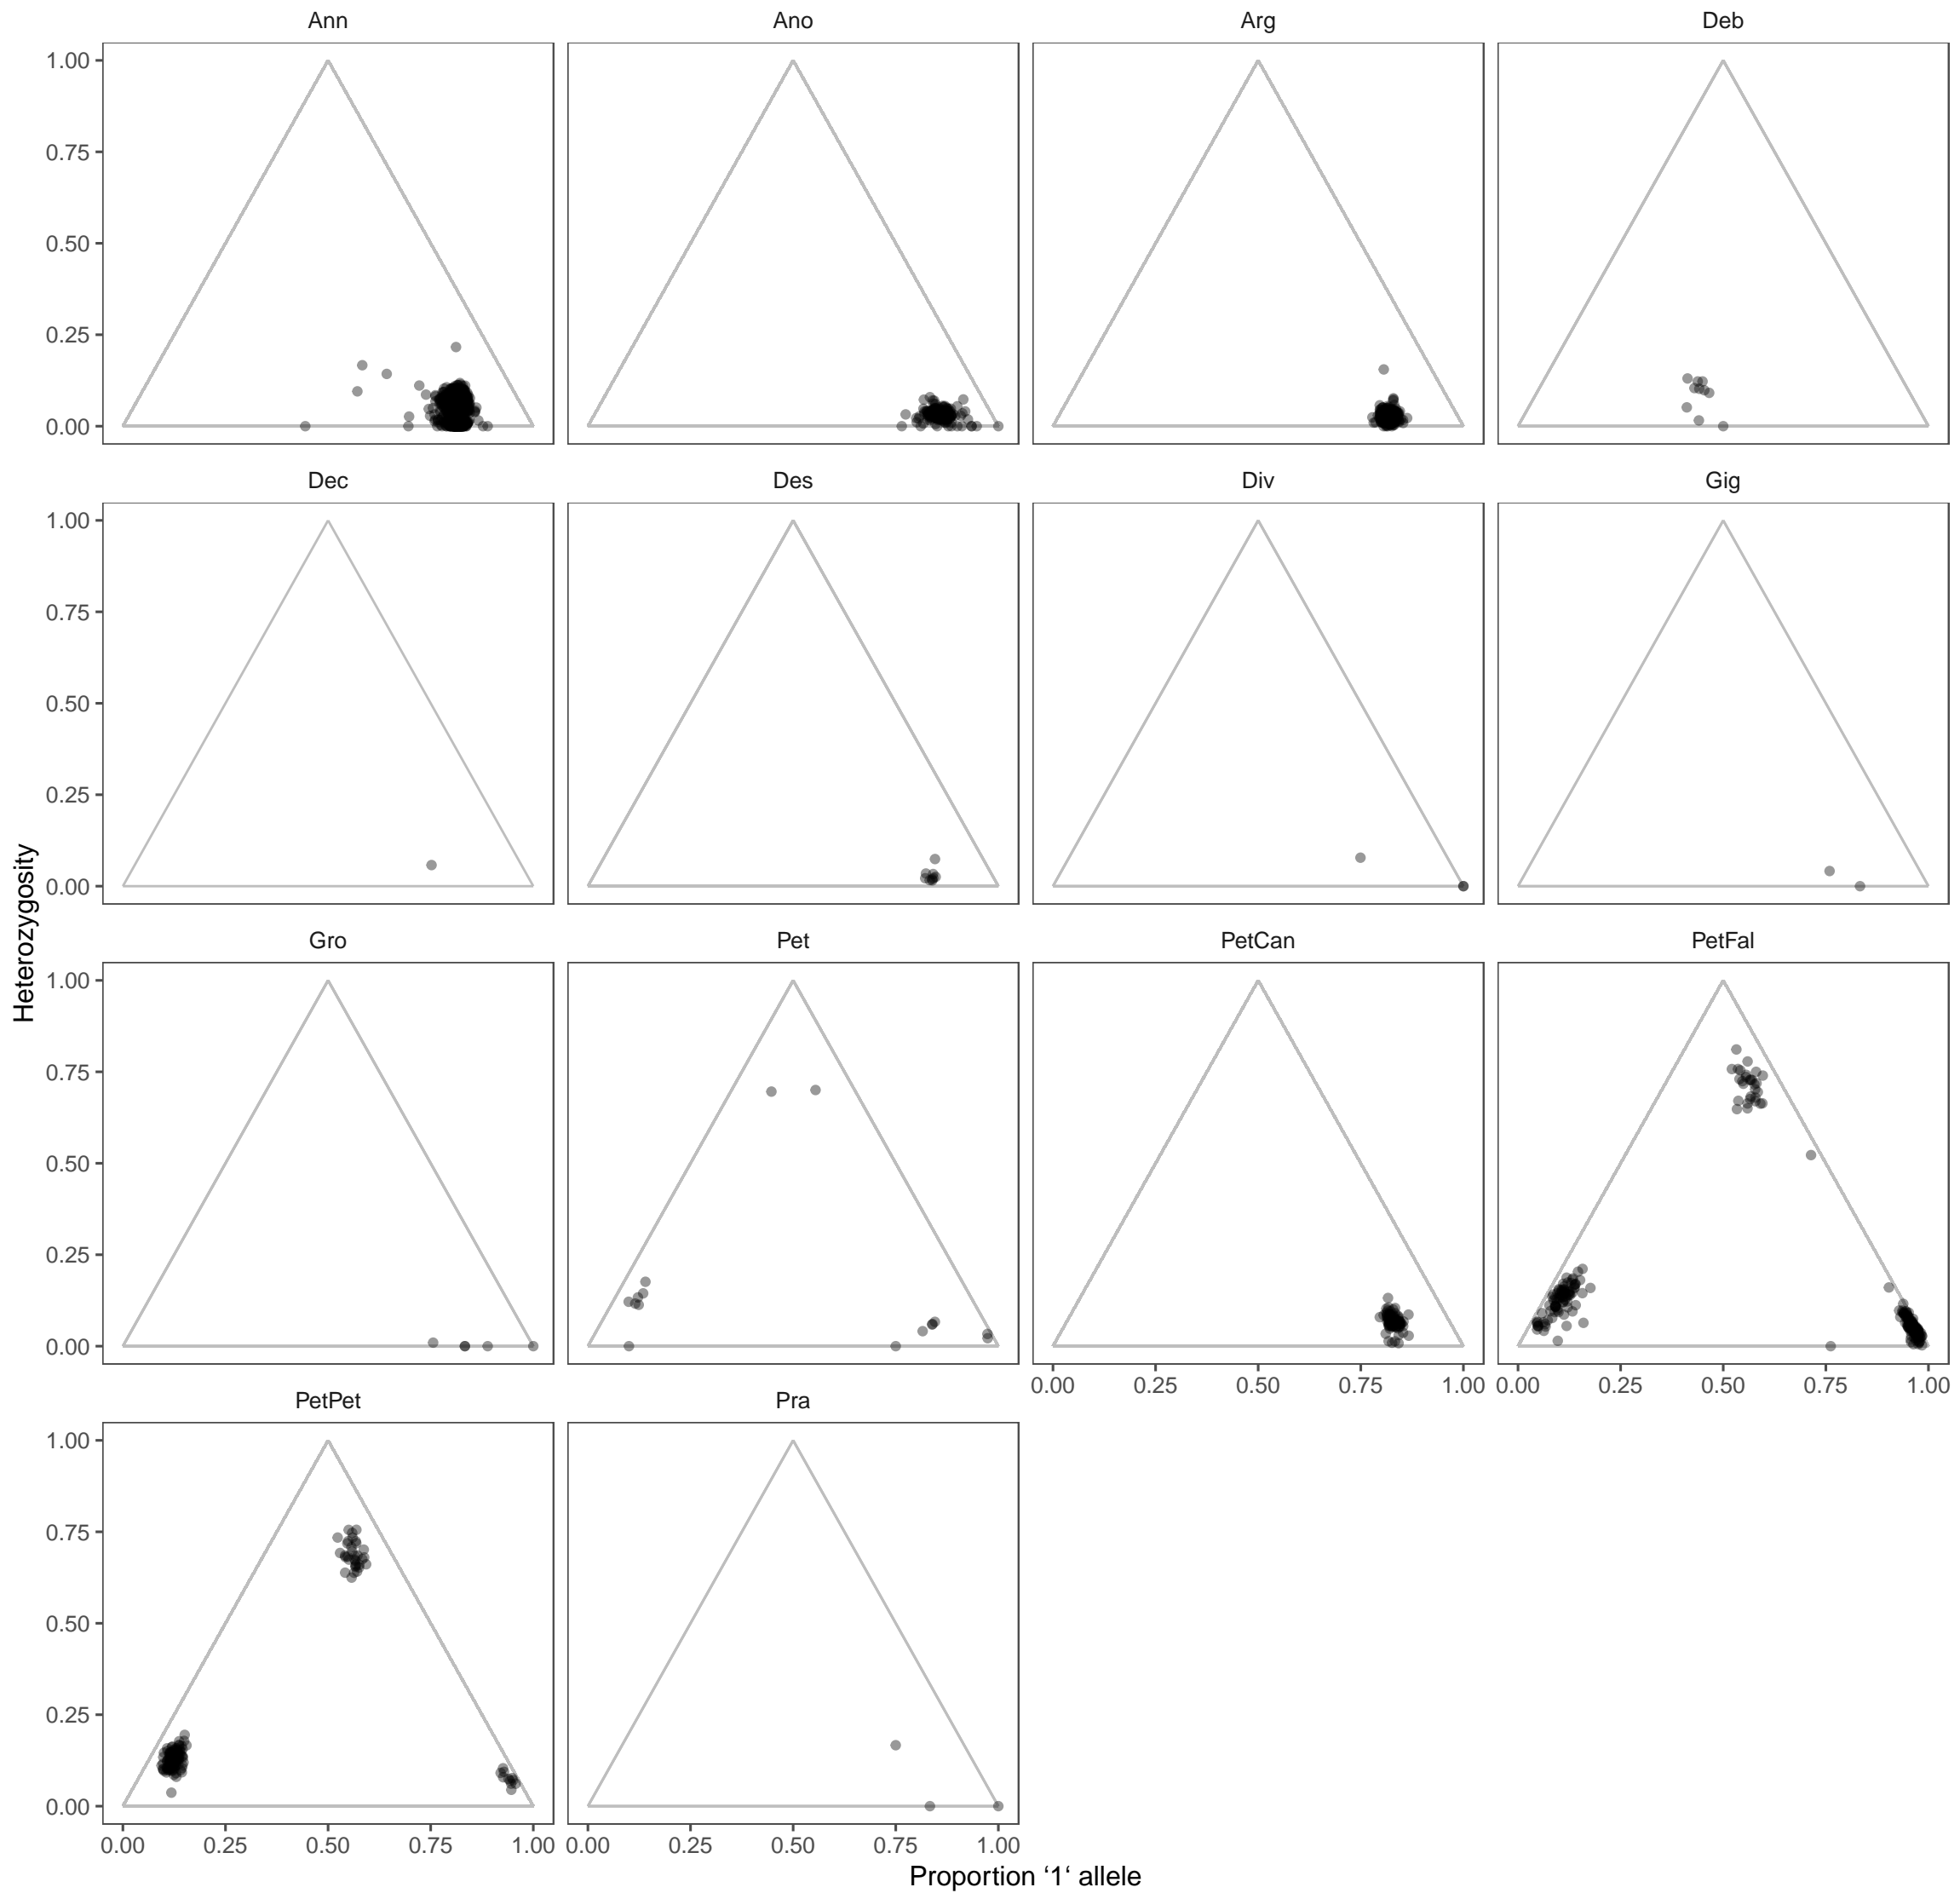 Ann Ano Arg Deb
1.00
0.75
0.50
0.25
0.00
Dec Des Div Gig
1.00
0.75
0.50
0.25
0.00
Heterozygosity
Gro Pet PetCan PetFal
1.00
0.75
0.50
0.25
0.00
0.00 0.25 0.50 0.75 1.00 0.00 0.25 0.50 0.75 1.00
PetPet Pra
1.00
0.75
0.50
0.25
0.00
0.00 0.25 0.50 0.75 1.00 0.00 0.25 0.50 0.75 1.00
Proportion ‘1‘ allele